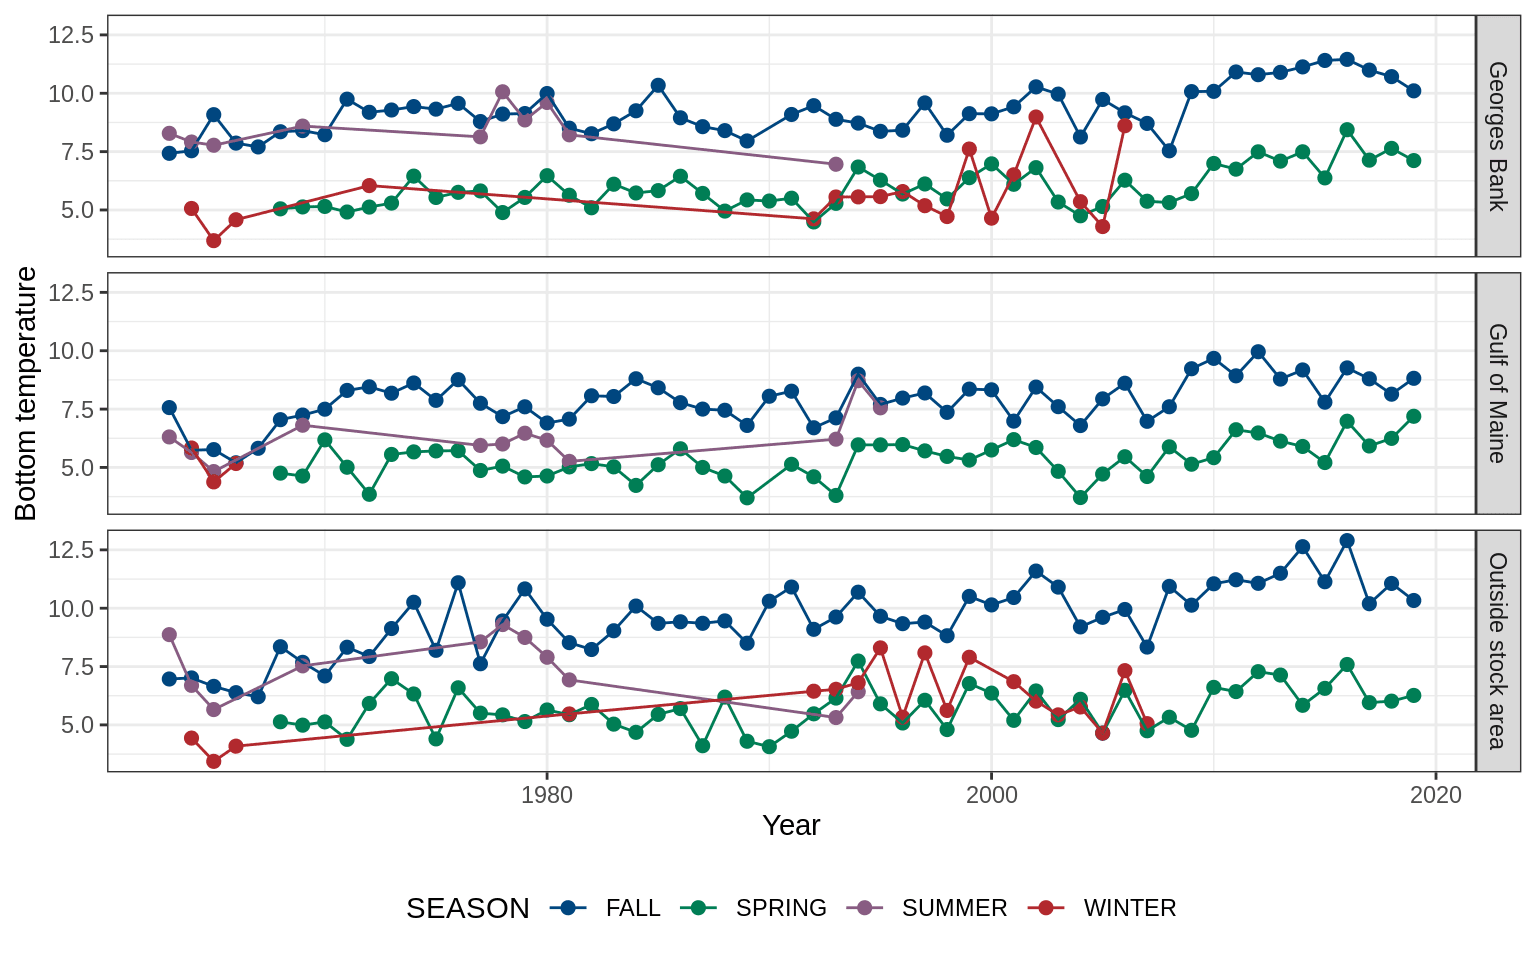 12.5
10.0
7.5
5.0
Georges Bank
12.5
10.0
7.5
5.0
Gulf of Maine
Bottom temperature
12.5
10.0
7.5
5.0
Outside stock area
1980 2000 2020
Year
SEASON FALL SPRING SUMMER WINTER